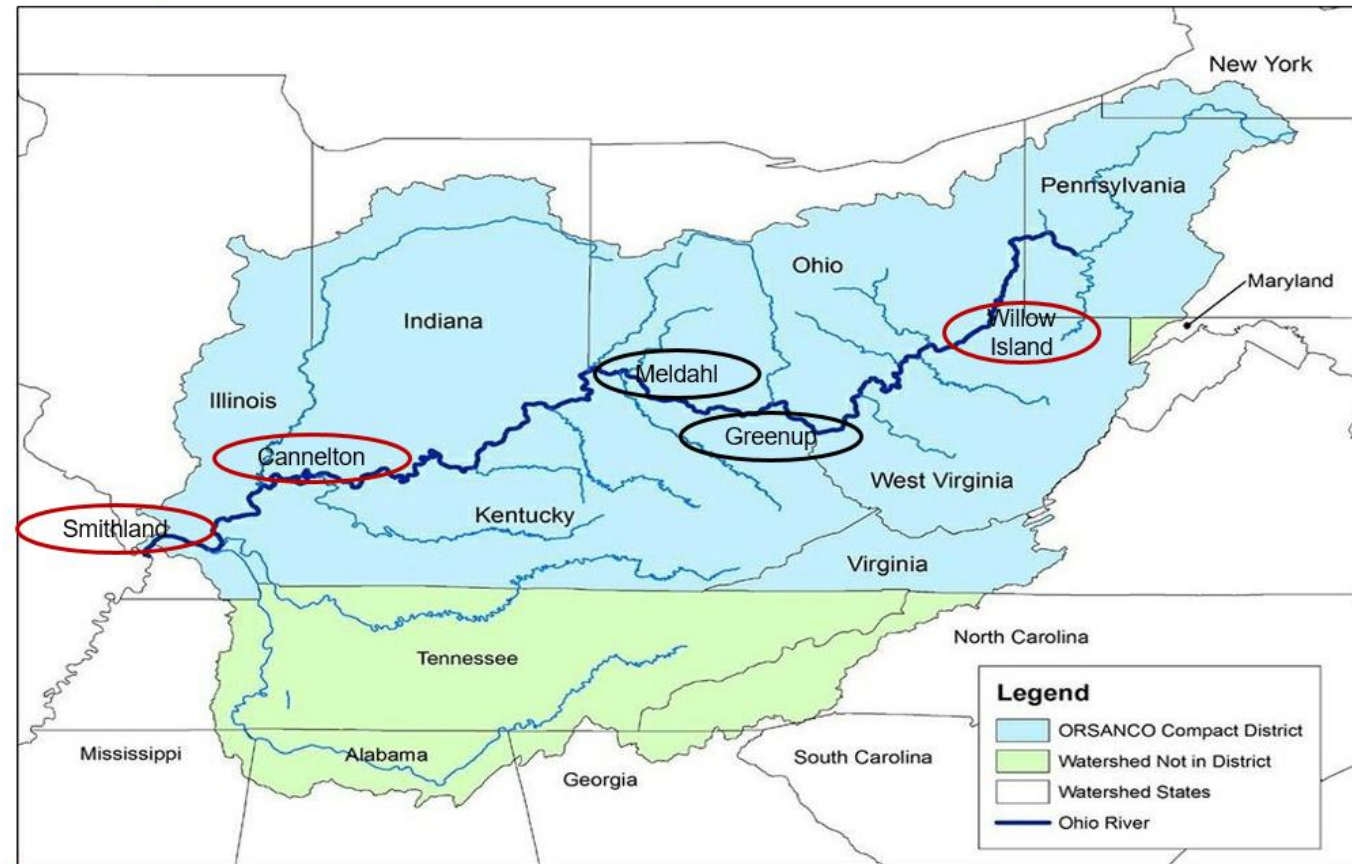 New York
Pennsylvania
Ohio
Maryland
Indiana
Willow
Island
Meldahl
Illinois
Greenup
Cannelton
West Virginia
Kentucky
Smithland
Virginia
North Carolina
Tennessee
Legend
ORSANCO Compact District
Mississippi
Alabama
Georgia
South Carolina
Watershed Not in District
Watershed States
Ohio River